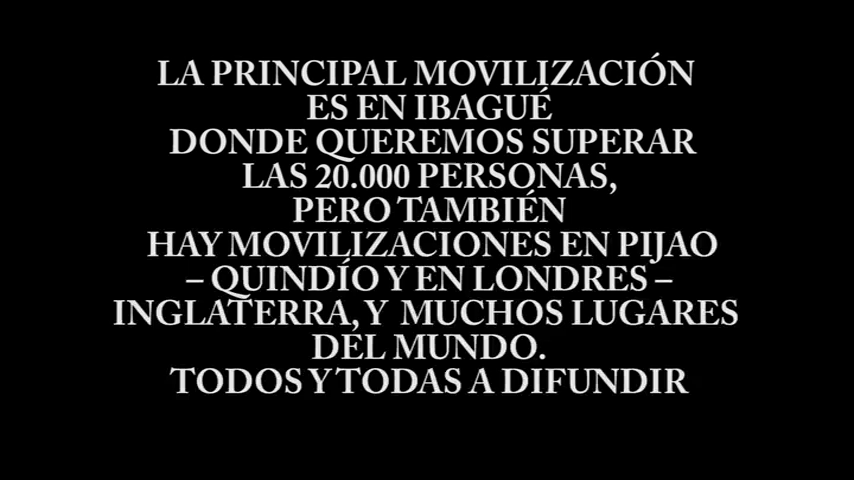 LA PRINCIPAL MOVILIZACIÓN
ES EN IBAGUÉ
DONDE QUEREMOS SUPERAR
LAS 20.000 PERSONAS,
PERO TAMBIÉN
HAY MOVILIZACIONES EN PIJAO
– QUINDÍO Y EN LONDRES –
INGLATERRA, Y MUCHOS LUGARES
DEL MUNDO.
TODOS Y TODAS A DIFUNDIR